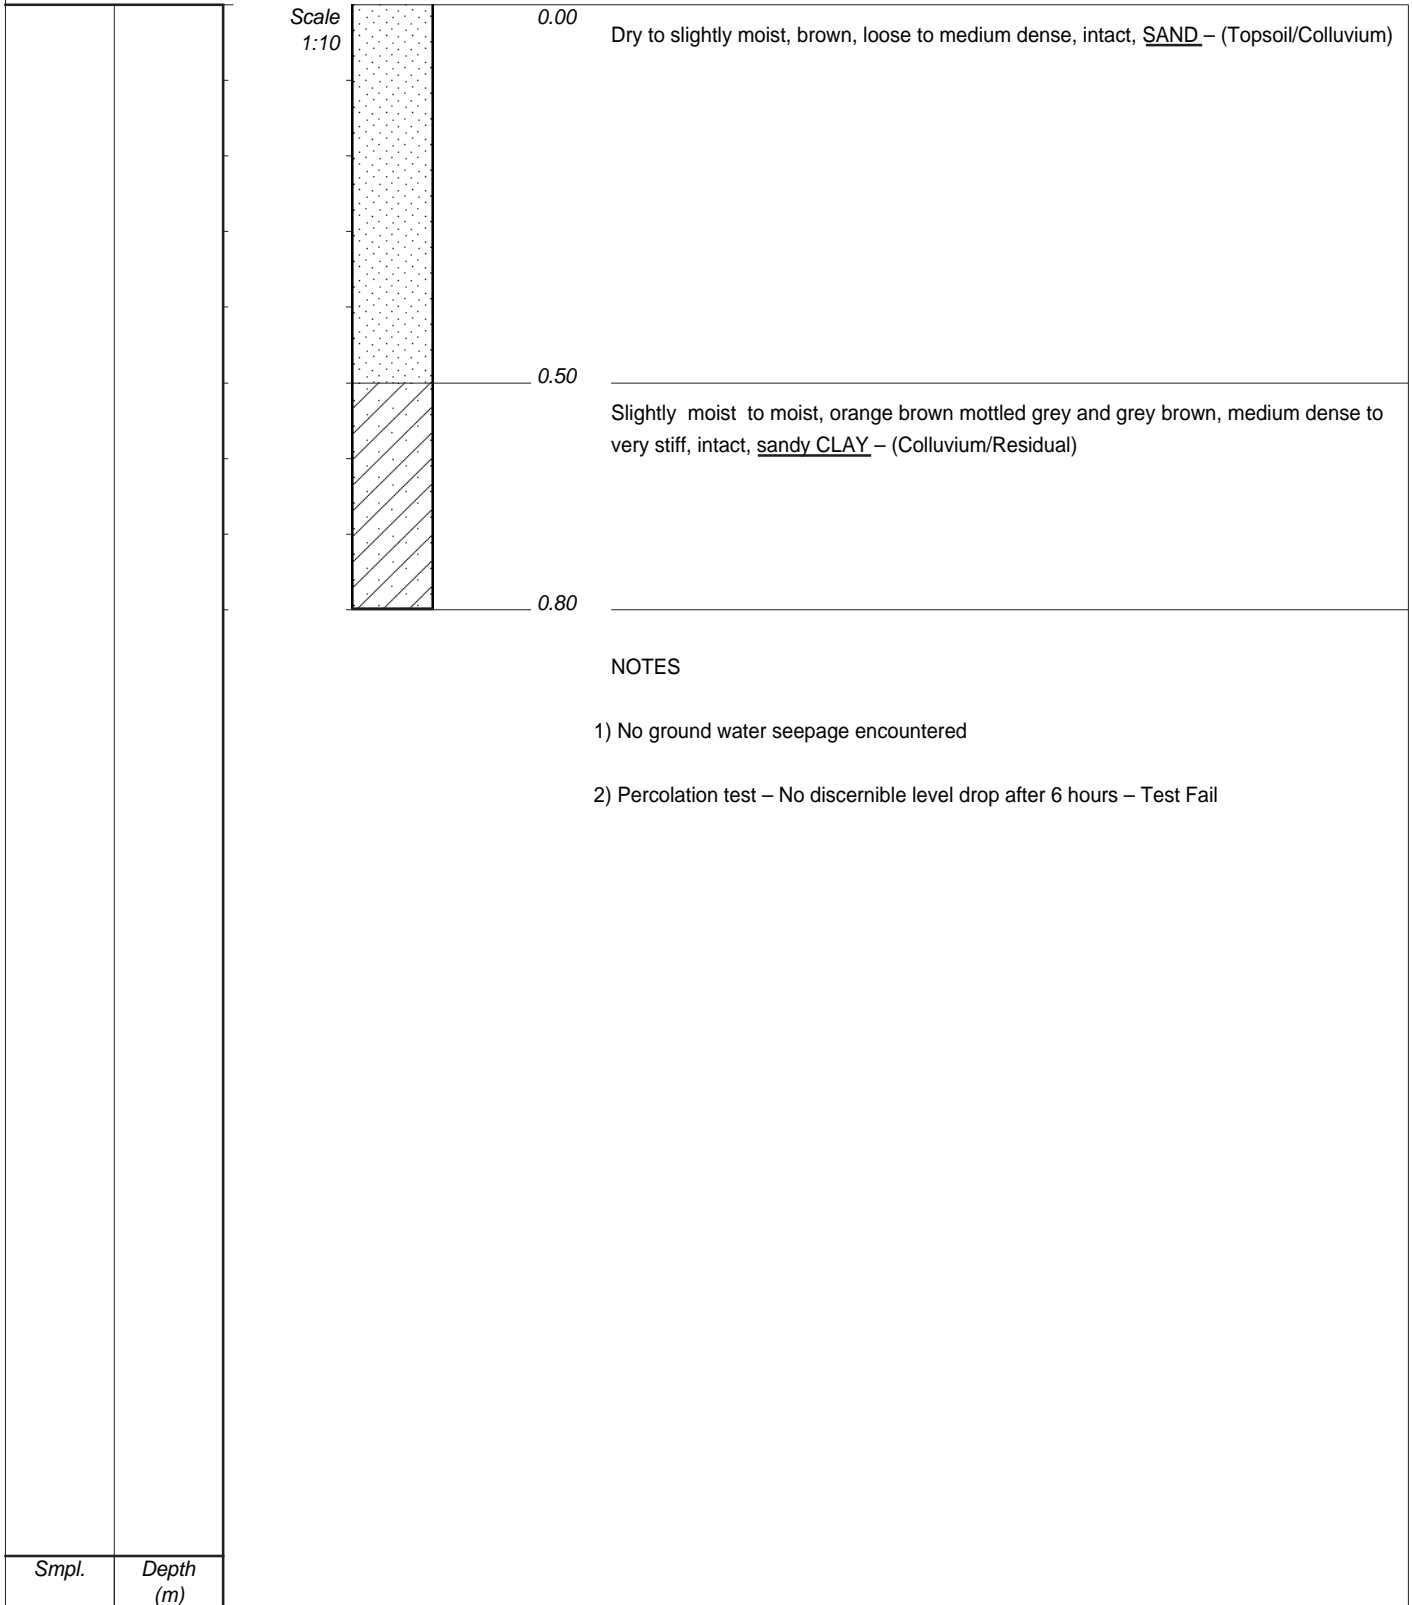 Scale
1:10
0.00
Dry to slightly moist, brown, loose to medium dense, intact, SAND – (Topsoil/Colluvium)
0.50
Slightly moist to moist, orange brown mottled grey and grey brown, medium dense to
very stiff, intact, sandy CLAY – (Colluvium/Residual)
0.80
NOTES
1) No ground water seepage encountered
2) Percolation test – No discernible level drop after 6 hours – Test Fail
Smpl.
Depth
(m)